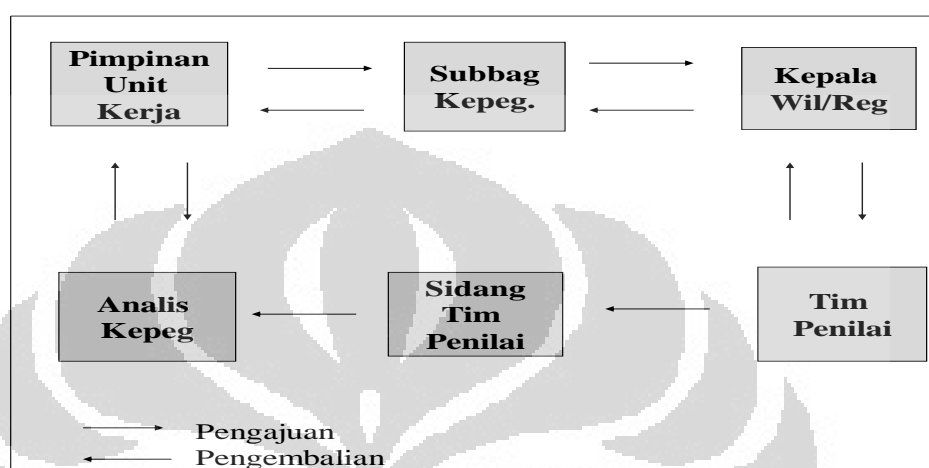 Pimpinan
Unit
Kerja
Subbag
Kepeg.
Kepala
Wil/Reg
Analis
Kepeg
Sidang
Tim
Penilai
Tim
Penilai
Pengajuan
Pengembalian